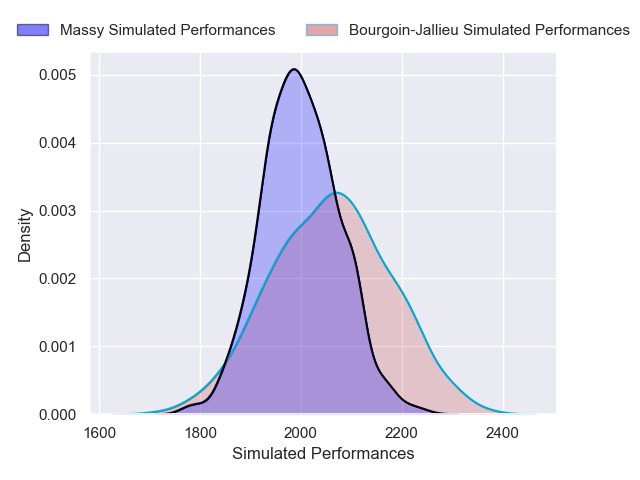 Massy Simulated Performances
Bourgoin-Jallieu Simulated Performances
0.005
0.004
0.003
0.002
0.001
0.000
Density
1600
1800
2000
2200
2400
Simulated Performances